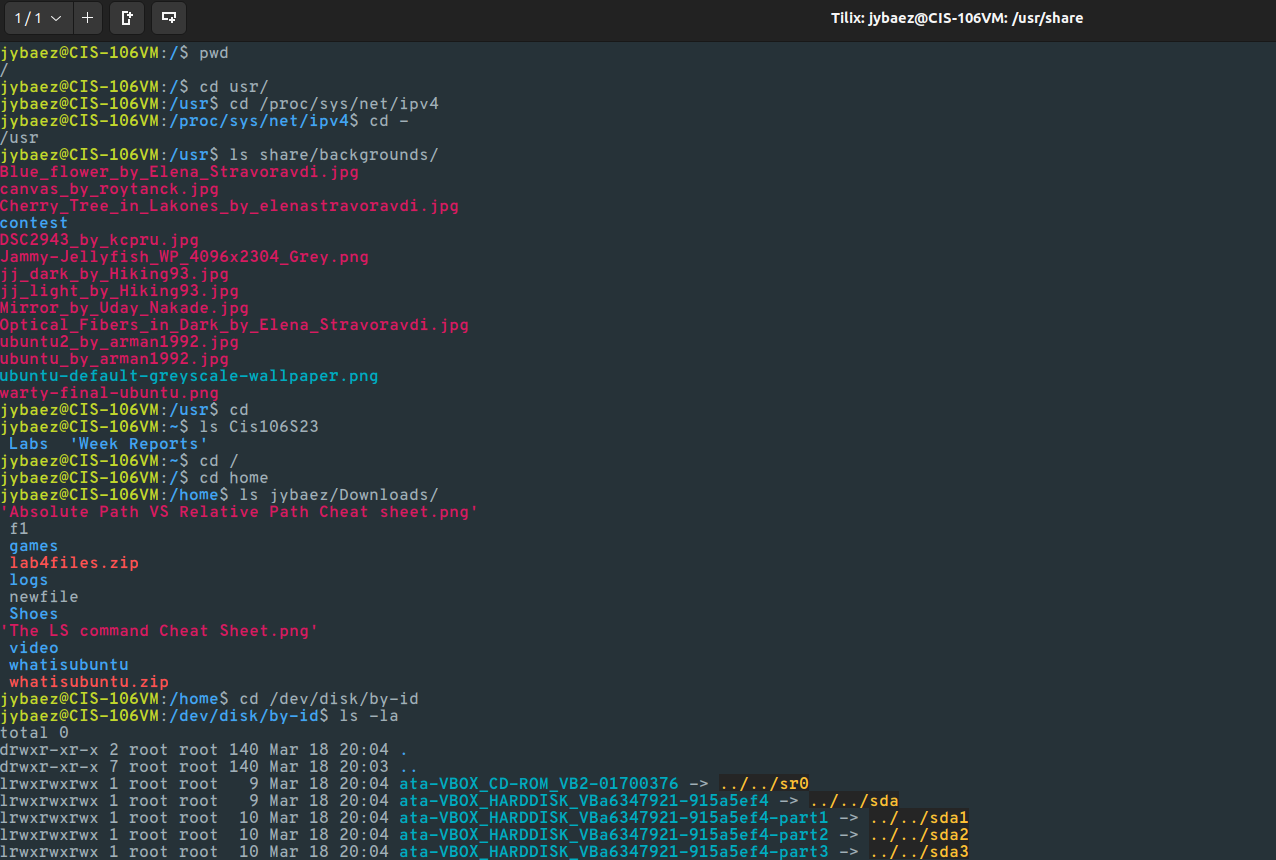 1 / 1
Tilix: jybaez@CIS-106VM: /usr/share
jybaez@CIS-106VM:/$ pwd
/
jybaez@CIS-106VM:/$ cd usr/
jybaez@CIS-106VM:/usr$ cd /proc/sys/net/ipv4
jybaez@CIS-106VM:/proc/sys/net/ipv4$ cd -
/usr
jybaez@CIS-106VM:/usr$ ls share/backgrounds/
Blue_flower_by_Elena_Stravoravdi.jpg
canvas_by_roytanck.jpg
Cherry_Tree_in_Lakones_by_elenastravoravdi.jpg
contest
DSC2943_by_kcpru.jpg
Jammy-Jellyfish_WP_4096x2304_Grey.png
jj_dark_by_Hiking93.jpg
jj_light_by_Hiking93.jpg
Mirror_by_Uday_Nakade.jpg
Optical_Fibers_in_Dark_by_Elena_Stravoravdi.jpg
ubuntu2_by_arman1992.jpg
ubuntu_by_arman1992.jpg
ubuntu-default-greyscale-wallpaper.png
warty-final-ubuntu.png
jybaez@CIS-106VM:/usr$ cd
jybaez@CIS-106VM:~$ ls Cis106S23
 Labs  'Week Reports'
jybaez@CIS-106VM:~$ cd /
jybaez@CIS-106VM:/$ cd home
jybaez@CIS-106VM:/home$ ls jybaez/Downloads/
'Absolute Path VS Relative Path Cheat sheet.png'
 f1
 games
 lab4files.zip
 logs
 newfile
 Shoes
'The LS command Cheat Sheet.png'
 video
 whatisubuntu
 whatisubuntu.zip
jybaez@CIS-106VM:/home$ cd /dev/disk/by-id
jybaez@CIS-106VM:/dev/disk/by-id$ ls -la
total 0
drwxr-xr-x 2 root root 140 Mar 18 20:04 .
drwxr-xr-x 7 root root 140 Mar 18 20:03 ..
lrwxrwxrwx 1 root root   9 Mar 18 20:04 ata-VBOX_CD-ROM_VB2-01700376 -> ../../sr0
lrwxrwxrwx 1 root root   9 Mar 18 20:04 ata-VBOX_HARDDISK_VBa6347921-915a5ef4 -> ../../sda
lrwxrwxrwx 1 root root  10 Mar 18 20:04 ata-VBOX_HARDDISK_VBa6347921-915a5ef4-part1 -> ../../sda1
lrwxrwxrwx 1 root root  10 Mar 18 20:04 ata-VBOX_HARDDISK_VBa6347921-915a5ef4-part2 -> ../../sda2
lrwxrwxrwx 1 root root  10 Mar 18 20:04 ata-VBOX_HARDDISK_VBa6347921-915a5ef4-part3 -> ../../sda3